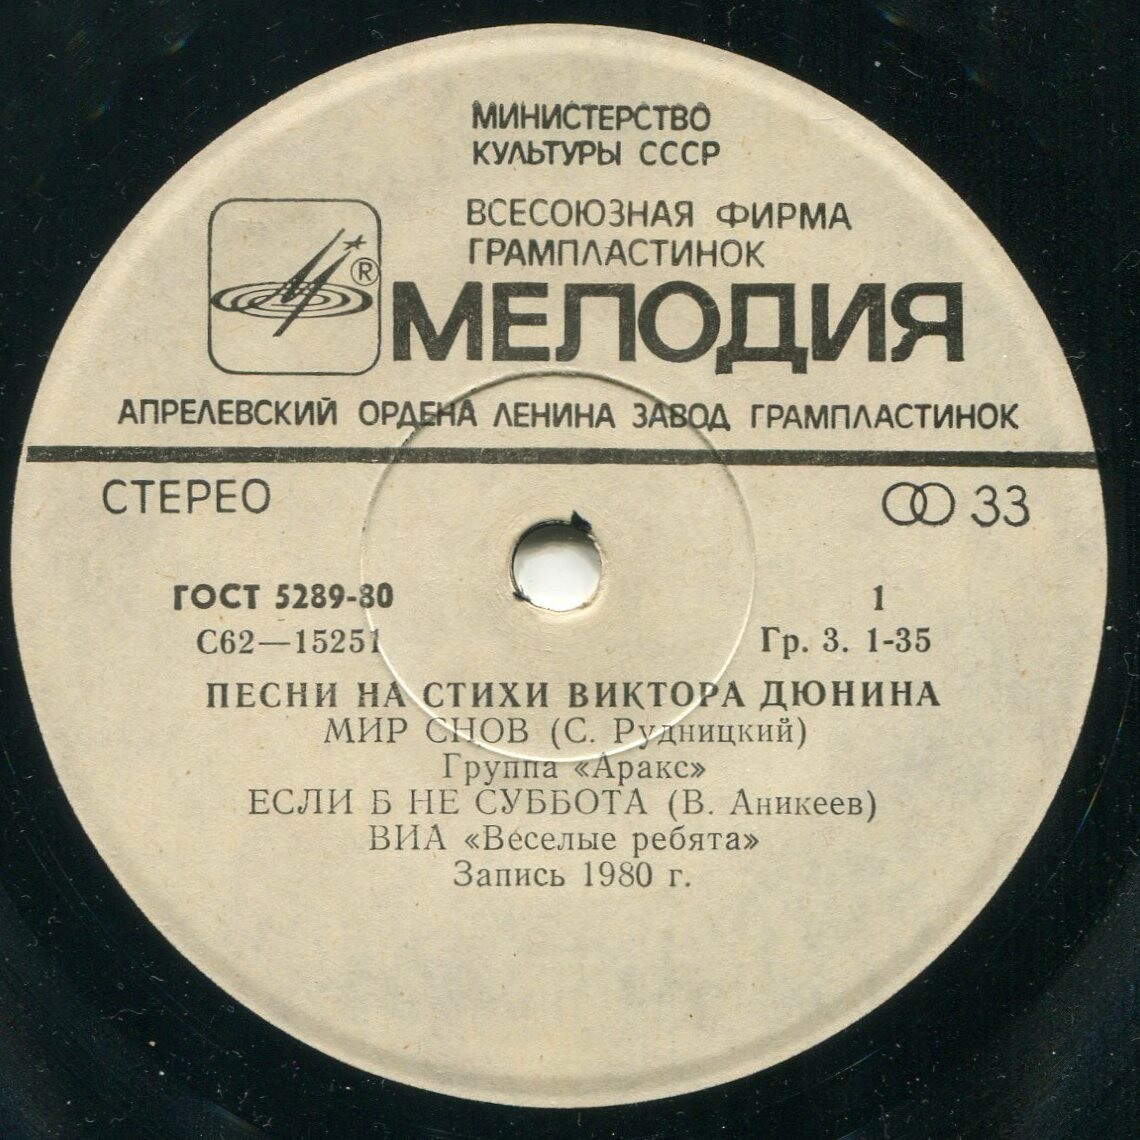 МИНИСТЕРСТВО
КУЛЬТУРЫ СССР
ВСЕСОЮЗНАЯ ФИРМА
ГРАМПЛАСТИНОК
®
МЕЛОДИЯ
АПРЕЛЕВСКИЙ ОРДЕНА ЛЕНИНА ЗАВОД ГРАМПЛАСТИНОК
СТЕРЕО 33
ГОСТ 5289-80 1
С62—15251 Гр. 3. 1-35
ПЕСНИ НА СТИХИ ВИКТОРА ДЮНИНА
МИР СНОВ (С. Рудницкий)
Группа «Аракс»
ЕСЛИ Б НЕ СУББОТА (В. Аникеев)
ВИА «Веселые ребята»
Запись 1980 г.